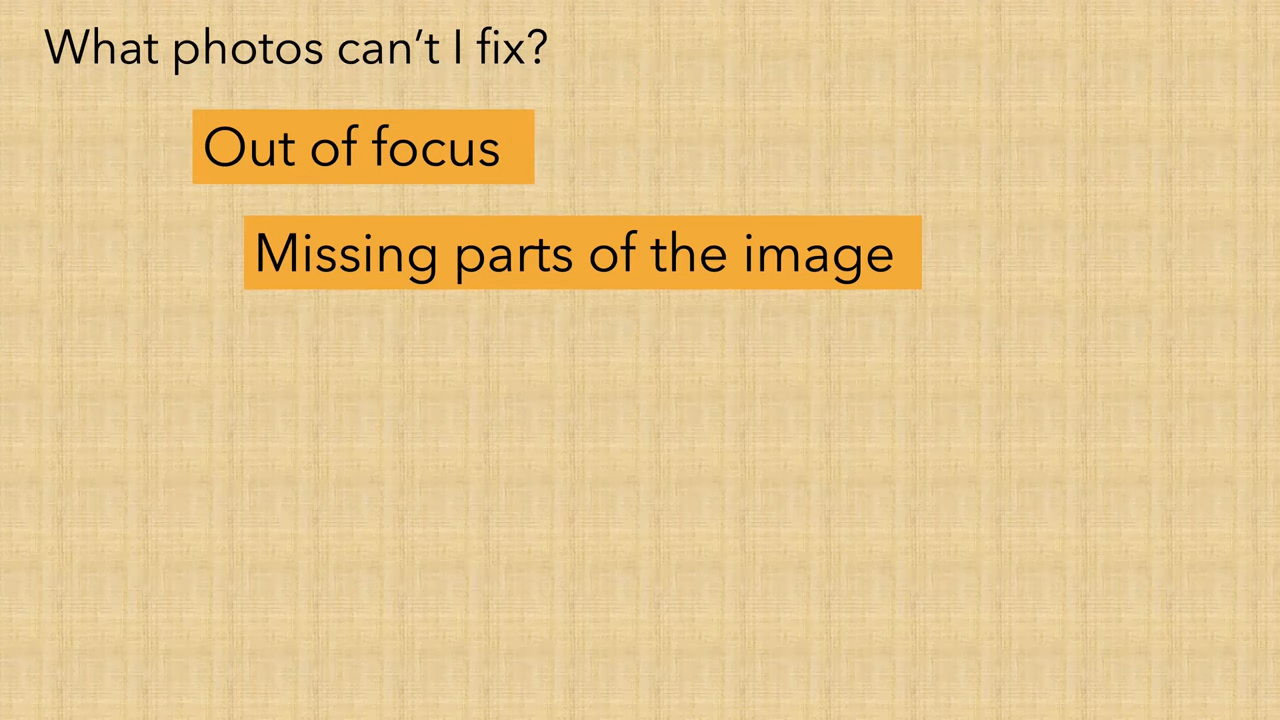 What photos can’t I fix?
Out of focus
Missing parts of the image